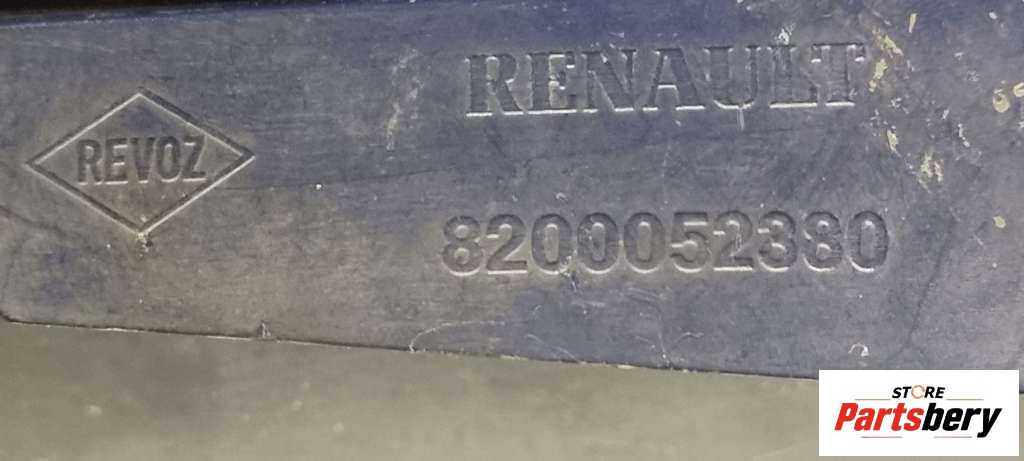 RENAULT
REVOZ
8200052380
STORE
Partsbery